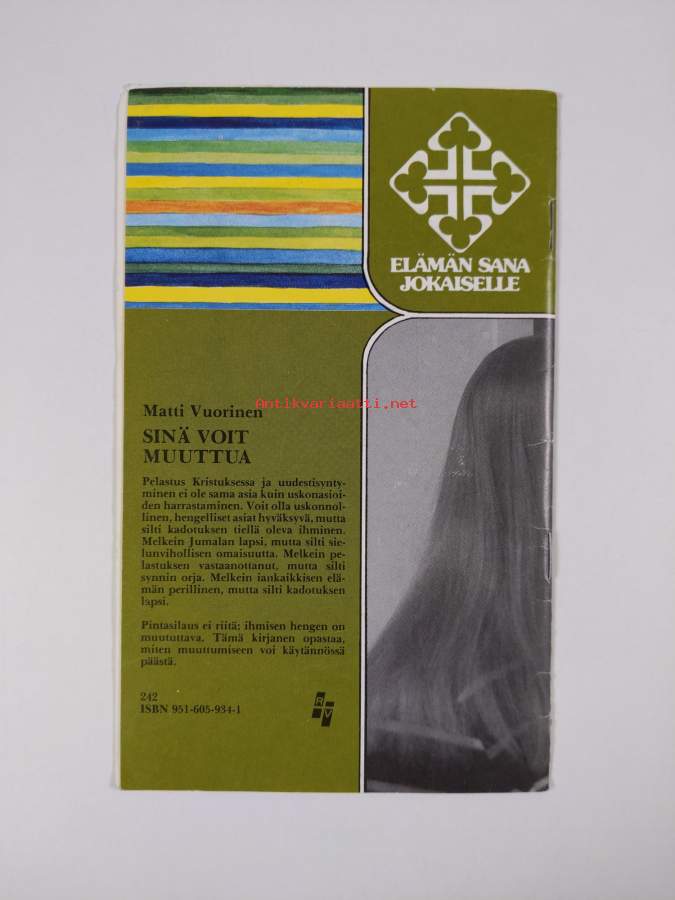 ELÄMÄN SANA
JOKAISELLE
Antikvariaatti.net
Matti Vuorinen
SINÄ VOIT
MUUTTUA
Pelastus Kristuksessa ja uudestisynty-
minen ei ole sama asia kuin uskonasioi-
den harrastaminen. Voit olla uskonnol-
linen, hengelliset asiat hyväksyvä, mutta
silti kadotuksen tiellä oleva ihminen.
Melkein Jumalan lapsi, mutta silti sie-
lunvihollisen omaisuutta. Melkein pe-
lastuksen vastaanottanut, mutta silti
synnin orja. Melkein iankaikkisen elä-
män perillinen, mutta silti kadotuksen
lapsi.
Pintasilaus ei riitä; ihmisen hengen on
muututtava. Tämä kirjanen opastaa,
miten muuttumiseen voi käytännössä
päästä.
242
ISBN 951-605-934-1
RV